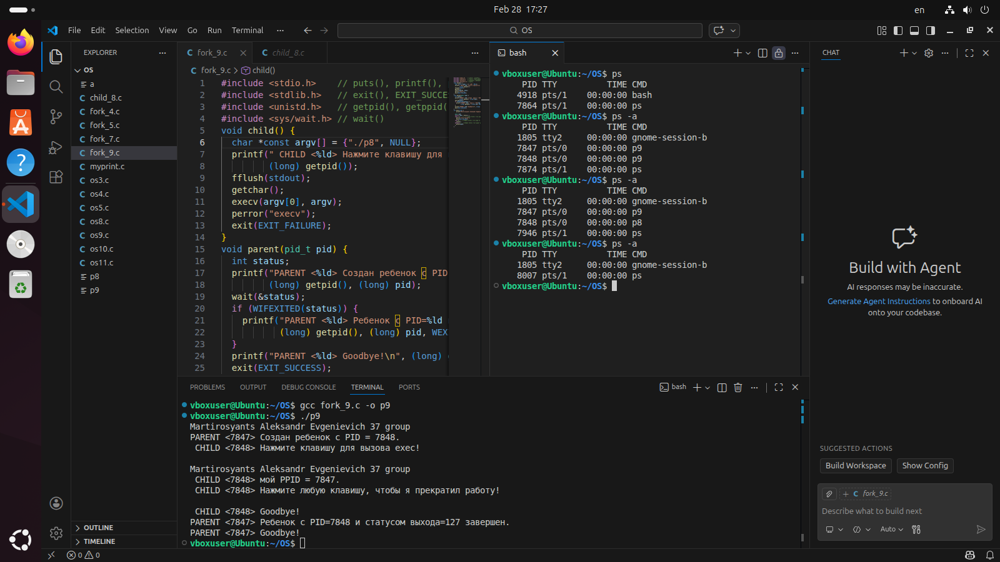 Feb 28 17:27
en
File Edit Selection View Go Run Terminal ···
OS
EXPLORER
OS
a
child_8.c
fork_4.c
fork_5.c
fork_7.c
fork_9.c
myprint.c
os3.c
os4.c
os5.c
os8.c
os9.c
os10.c
os11.c
p8
p9
OUTLINE
TIMELINE
fork_9.c
child_8.c
fork_9.c > child()
1 #include <stdio.h> // puts(), printf(),
2 #include <stdlib.h> // exit(), EXIT_SUCCE
3 #include <unistd.h> // getpid(), getppid(
4 #include <sys/wait.h> // wait()
5 void child() {
6 char *const argv[] = {"./p8", NULL};
7 printf(" CHILD <%ld> Нажмите клавишу для
8 (long) getpid());
9 fflush(stdout);
10 getchar();
11 execv(argv[0], argv);
12 perror("execv");
13 exit(EXIT_FAILURE);
14 }
15 void parent(pid_t pid) {
16 int status;
17 printf("PARENT <%ld> Создан ребенок с PID
18 (long) getpid(), (long) pid);
19 wait(&status);
20 if (WIFEXITED(status)) {
21 printf("PARENT <%ld> Ребенок с PID=%ld
22 (long) getpid(), (long) pid, WEX
23 }
24 printf("PARENT <%ld> Goodbye!\n", (long)
25 exit(EXIT_SUCCESS);
bash
vboxuser@Ubuntu:~/OS$ ps
PID TTY TIME CMD
4918 pts/1 00:00:00 bash
7864 pts/1 00:00:00 ps
vboxuser@Ubuntu:~/OS$ ps -a
PID TTY TIME CMD
1805 tty2 00:00:00 gnome-session-b
7847 pts/0 00:00:00 p9
7848 pts/0 00:00:00 p9
7874 pts/1 00:00:00 ps
vboxuser@Ubuntu:~/OS$ ps -a
PID TTY TIME CMD
1805 tty2 00:00:00 gnome-session-b
7847 pts/0 00:00:00 p9
7848 pts/0 00:00:00 p8
7946 pts/1 00:00:00 ps
vboxuser@Ubuntu:~/OS$ ps -a
PID TTY TIME CMD
1805 tty2 00:00:00 gnome-session-b
8007 pts/1 00:00:00 ps
vboxuser@Ubuntu:~/OS$
PROBLEMS OUTPUT DEBUG CONSOLE TERMINAL PORTS
bash
vboxuser@Ubuntu:~/OS$ gcc fork_9.c -o p9
vboxuser@Ubuntu:~/OS$ ./p9
Martirosyants Aleksandr Evgenievich 37 group
PARENT <7847> Создан ребенок с PID = 7848.
CHILD <7848> Нажмите клавишу для вызова exec!
Martirosyants Aleksandr Evgenievich 37 group
CHILD <7848> мой PPID = 7847.
CHILD <7848> Нажмите любую клавишу, чтобы я прекратил работу!
CHILD <7848> Goodbye!
PARENT <7847> Ребенок с PID=7848 и статусом выхода=127 завершен.
PARENT <7847> Goodbye!
vboxuser@Ubuntu:~/OS$
CHAT
Build with Agent
AI responses may be inaccurate.
Generate Agent Instructions to onboard AI
onto your codebase.
SUGGESTED ACTIONS
Build Workspace Show Config
fork_9.c
Describe what to build next
Auto
0 0